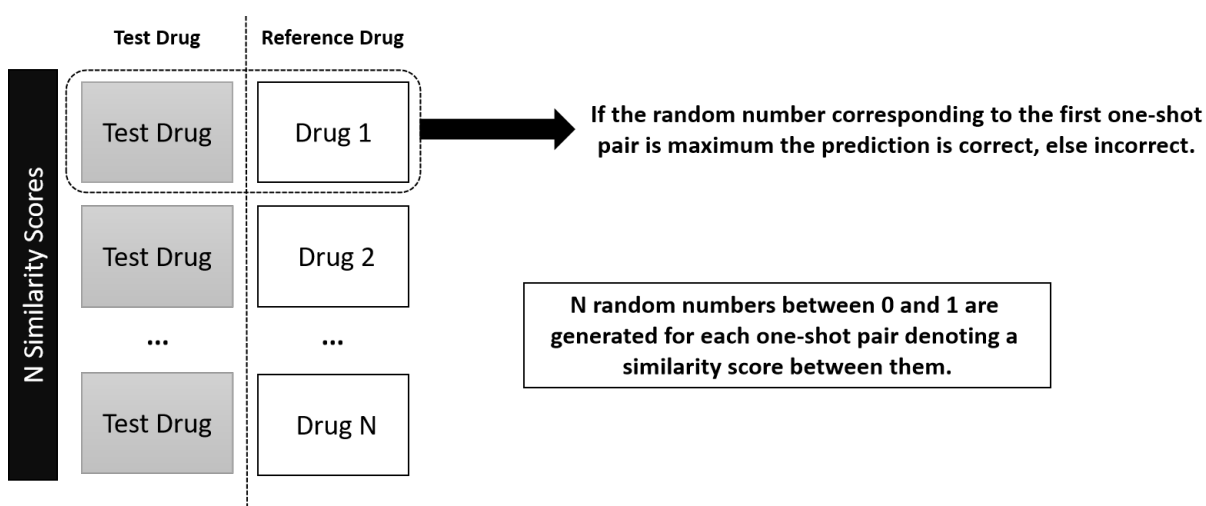 Test Drug
Reference Drug
N Similarity Scores
Test Drug
Drug 1
If the random number corresponding to the first one-shot
pair is maximum the prediction is correct, else incorrect.
Test Drug
Drug 2
...
...
N random numbers between 0 and 1 are
generated for each one-shot pair denoting a
similarity score between them.
Test Drug
Drug N